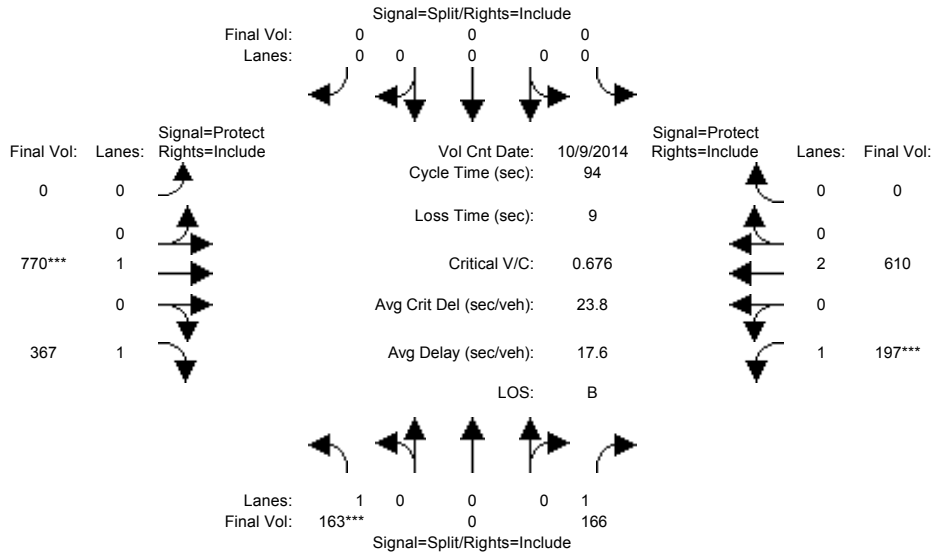 Signal=Split/Rights=Include
Final Vol: 0 0 0
Lanes: 0 0 0 0 0
Signal=Protect Signal=Protect
Final Vol: Lanes: Rights=Include Vol Cnt Date: 10/9/2014 Rights=Include Lanes: Final Vol:
Cycle Time (sec): 94
0 0 0 0
Loss Time (sec): 9
0 0
770*** 1 Critical V/C: 0.676 2 610
0 Avg Crit Del (sec/veh): 23.8 0
367 1 Avg Delay (sec/veh): 17.6 1 197***
LOS: B
Lanes: 1 0 0 0 1
Final Vol: 163*** 0 166
Signal=Split/Rights=Include